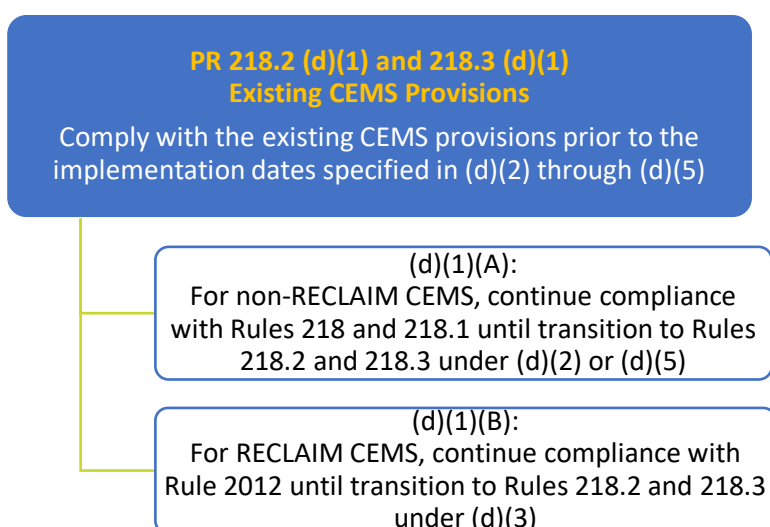 PR 218.2 (d)(1) and 218.3 (d)(1)
Existing CEMS Provisions
Comply with the existing CEMS provisions prior to the
implementation dates specified in (d)(2) through (d)(5)
(d)(1)(A):
For non-RECLAIM CEMS, continue compliance
with Rules 218 and 218.1 until transition to Rules
218.2 and 218.3 under (d)(2) or (d)(5)
(d)(1)(B):
For RECLAIM CEMS, continue compliance with
Rule 2012 until transition to Rules 218.2 and 218.3
under (d)(3)